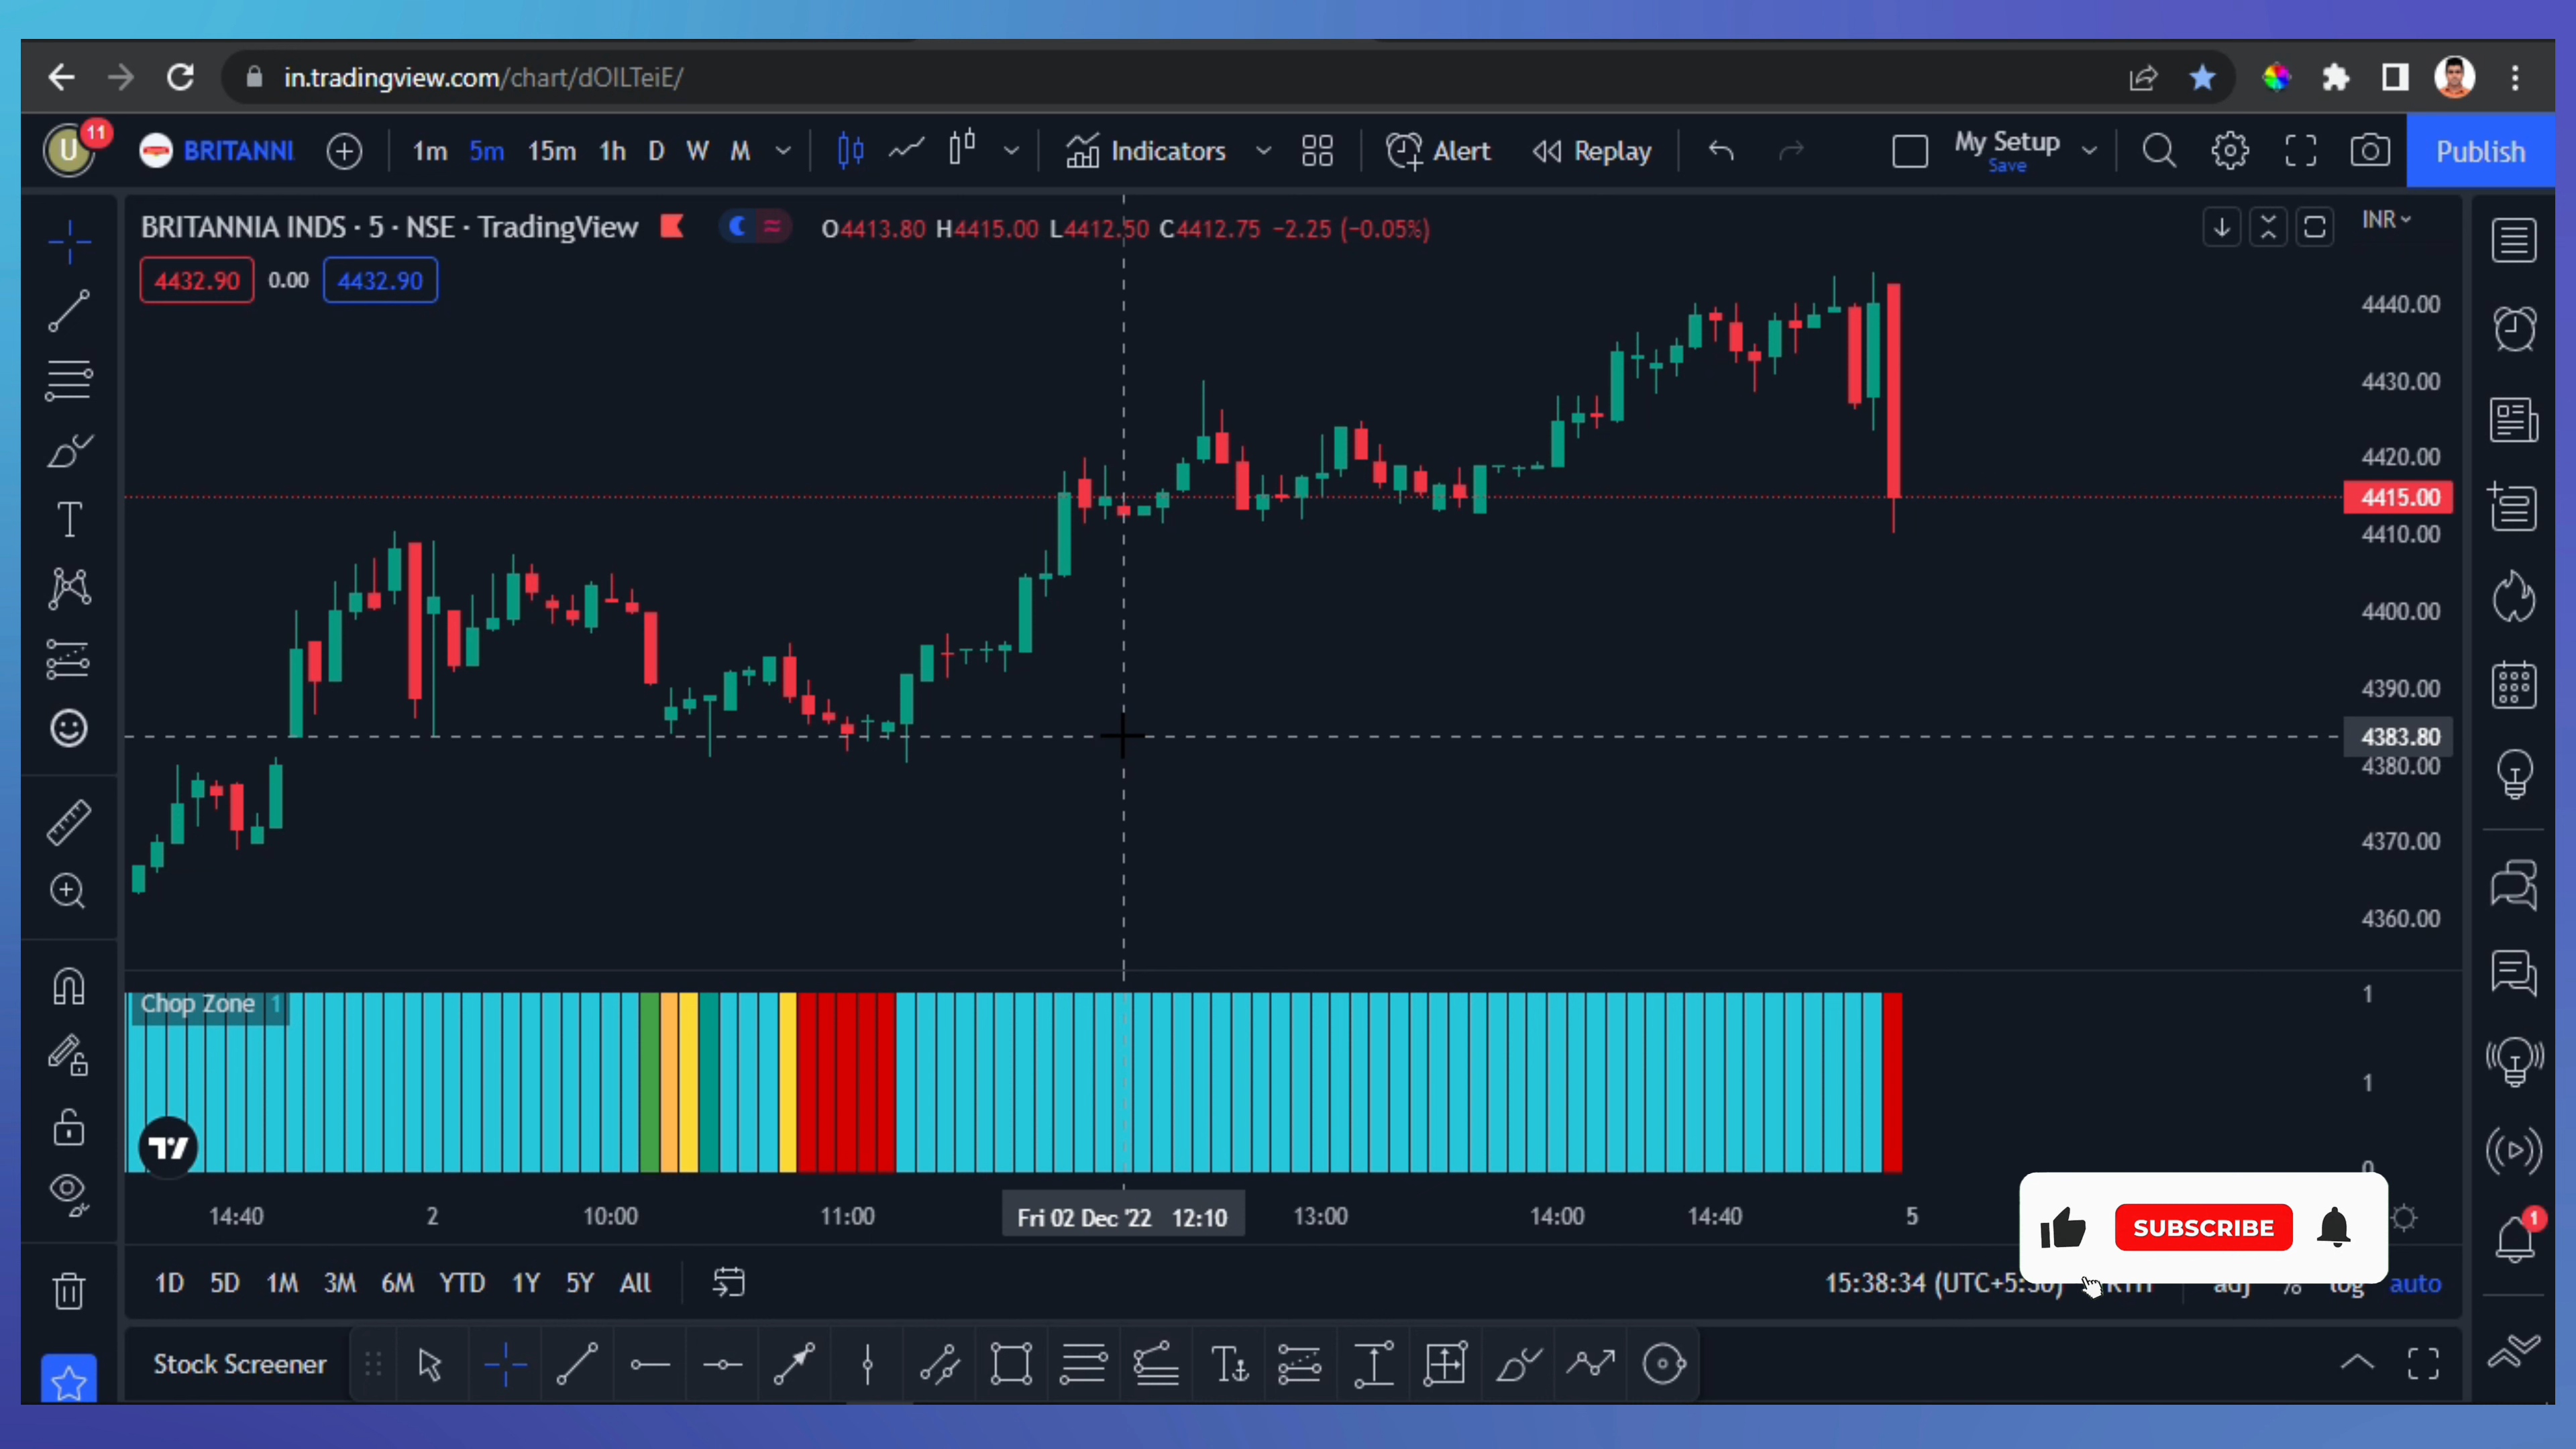 in.tradingview.com/chart/dOILTeiE/
U 11 BRITANNI 1m 5m 15m 1h D W M Indicators Alert Replay My Setup Save Publish
BRITANNIA INDS · 5 · NSE · TradingView O4413.80 H4415.00 L4412.50 C4412.75 −2.25 (−0.05%) INR
4432.90 0.00 4432.90
4440.00
4430.00
4420.00
4415.00
4410.00
4400.00
4390.00
4383.80
4380.00
4370.00
4360.00
Chop Zone 1
1
1
0
14:40 2 10:00 11:00 Fri 02 Dec '22 12:10 13:00 14:00 14:40 5
SUBSCRIBE
1
1D 5D 1M 3M 6M YTD 1Y 5Y All 15:38:34 (UTC+5:30) adj % log auto
Stock Screener